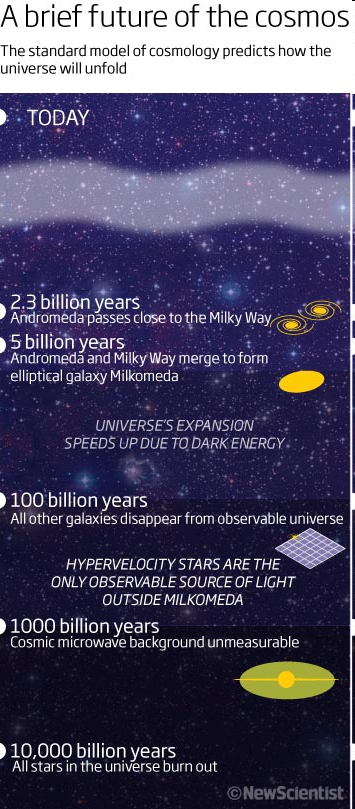 A brief future of the cosmos
The standard model of cosmology predicts how the
universe will unfold
TODAY
2.3 billion years
Andromeda passes close to the Milky Way
5 billion years
Andromeda and Milky Way merge to form
elliptical galaxy Milkomeda
UNIVERSE'S EXPANSION
SPEEDS UP DUE TO DARK ENERGY
100 billion years
All other galaxies disappear from observable universe
HYPERVELOCITY STARS ARE THE
ONLY OBSERVABLE SOURCE OF LIGHT
OUTSIDE MILKOMEDA
1000 billion years
Cosmic microwave background unmeasurable
10,000 billion years
All stars in the universe burn out
©NewScientist